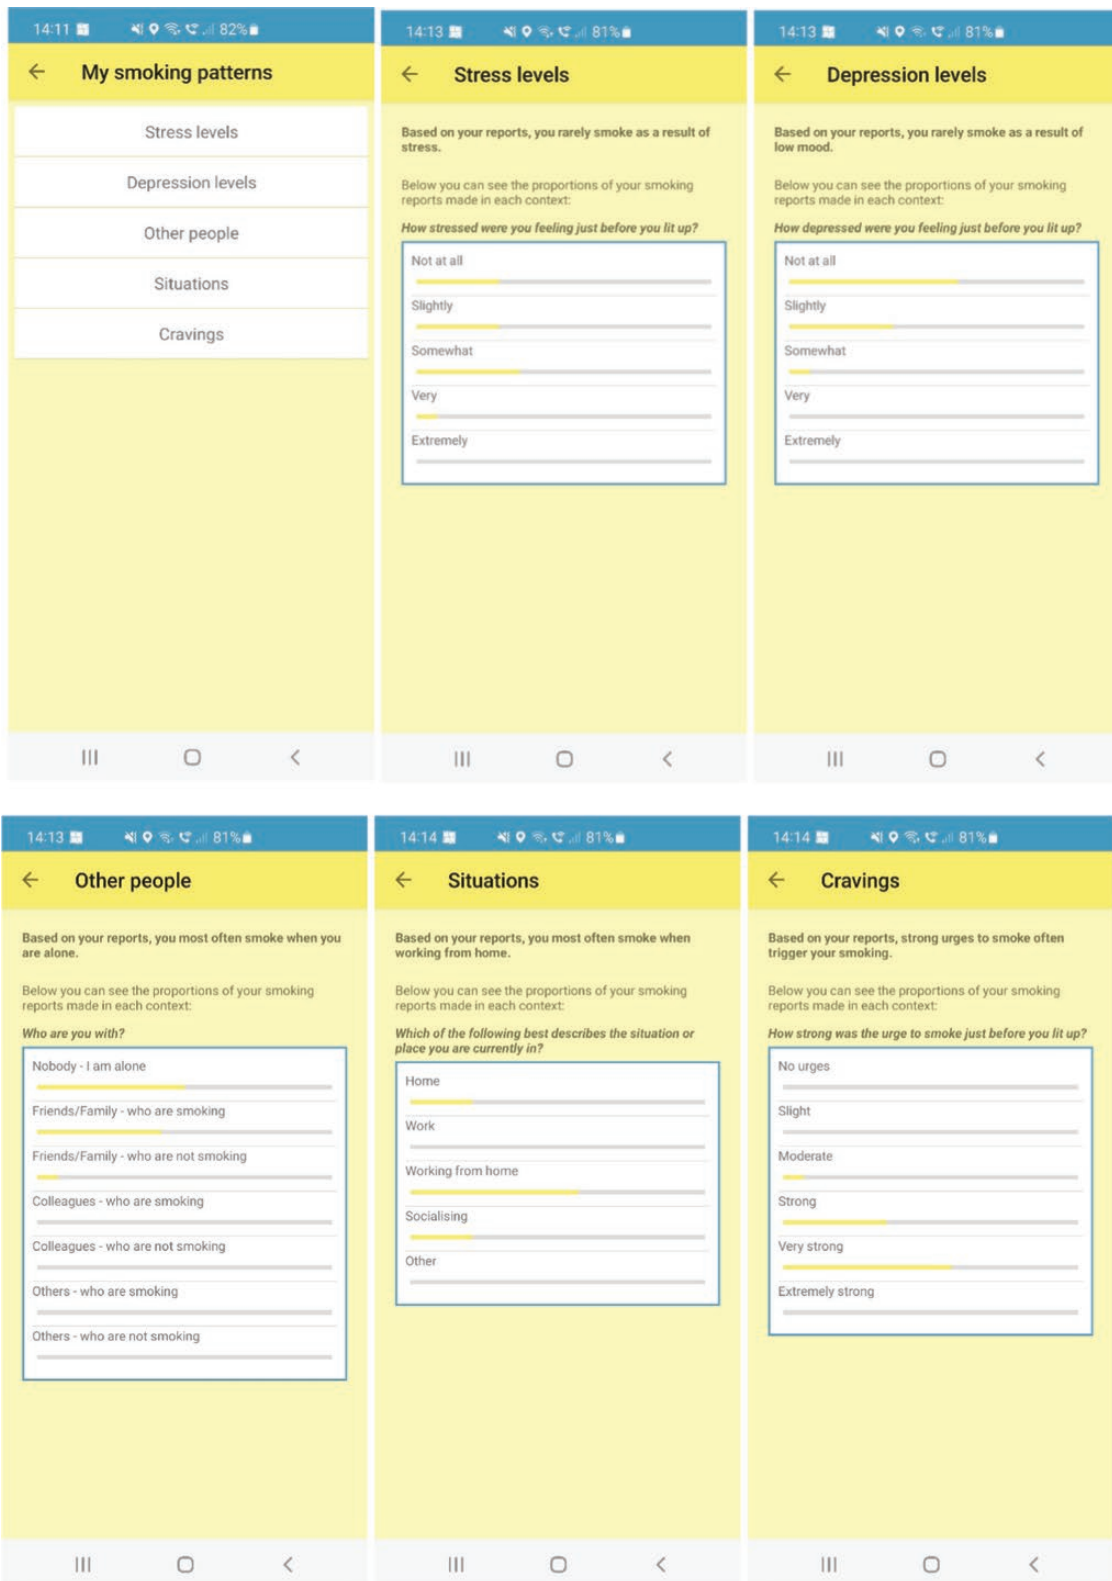 14:11 82%
My smoking patterns
Stress levels
Depression levels
Other people
Situations
Cravings
14:13 81%
Stress levels
Based on your reports, you rarely smoke as a result of
stress.
Below you can see the proportions of your smoking
reports made in each context:
How stressed were you feeling just before you lit up?
Not at all
Slightly
Somewhat
Very
Extremely
14:13 81%
Depression levels
Based on your reports, you rarely smoke as a result of
low mood.
Below you can see the proportions of your smoking
reports made in each context:
How depressed were you feeling just before you lit up?
Not at all
Slightly
Somewhat
Very
Extremely
14:13 81%
Other people
Based on your reports, you most often smoke when you
are alone.
Below you can see the proportions of your smoking
reports made in each context:
Who are you with?
Nobody - I am alone
Friends/Family - who are smoking
Friends/Family - who are not smoking
Colleagues - who are smoking
Colleagues - who are not smoking
Others - who are smoking
Others - who are not smoking
14:14 81%
Situations
Based on your reports, you most often smoke when
working from home.
Below you can see the proportions of your smoking
reports made in each context:
Which of the following best describes the situation or
place you are currently in?
Home
Work
Working from home
Socialising
Other
14:14 81%
Cravings
Based on your reports, strong urges to smoke often
trigger your smoking.
Below you can see the proportions of your smoking
reports made in each context:
How strong was the urge to smoke just before you lit up?
No urges
Slight
Moderate
Strong
Very strong
Extremely strong